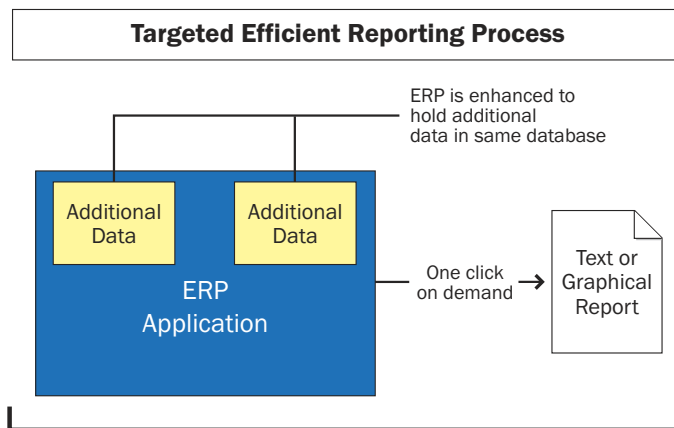 Targeted Efficient Reporting Process
ERP is enhanced to
hold additional
data in same database
Additional
Data
Additional
Data
ERP
Application
One click
on demand
Text or
Graphical
Report